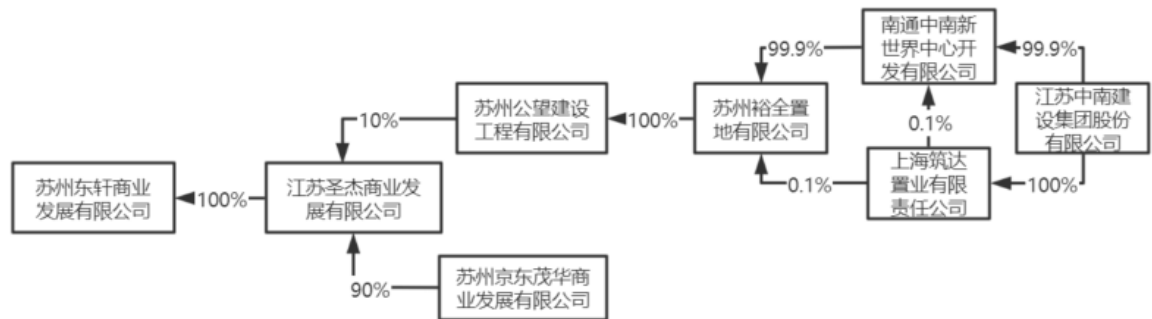 南通中南新
世界中心开
发有限公司
99.9%
99.9%
苏州公望建设
工程有限公司
苏州裕全置
地有限公司
江苏中南建
设集团股份
有限公司
10%
100%
0.1%
上海筑达
置业有限
责任公司
苏州东轩商业
发展有限公司
100%
江苏圣杰商业发
展有限公司
0.1%
100%
苏州京东茂华商
业发展有限公司
90%